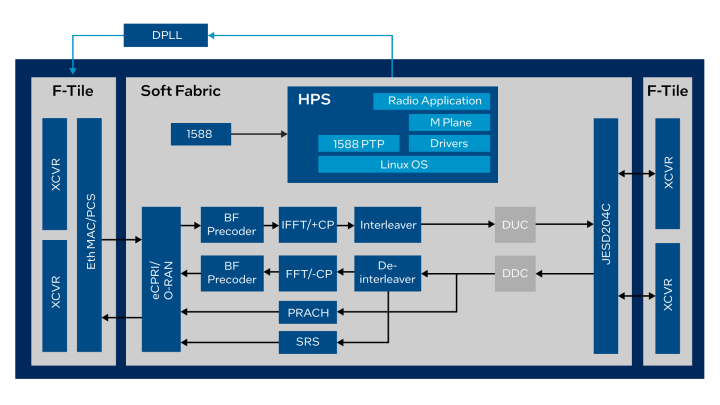 DPLL
F-Tile
Soft Fabric
F-Tile
HPS
Radio Application
M Plane
1588 PTP
Drivers
Linux OS
1588
XCVR
XCVR
Eth MAC/PCS
eCPRI/
O-RAN
BF
Precoder
IFFT/+CP
Interleaver
DUC
BF
Precoder
FFT/-CP
De-
interleaver
DDC
PRACH
SRS
JESD204C
XCVR
XCVR